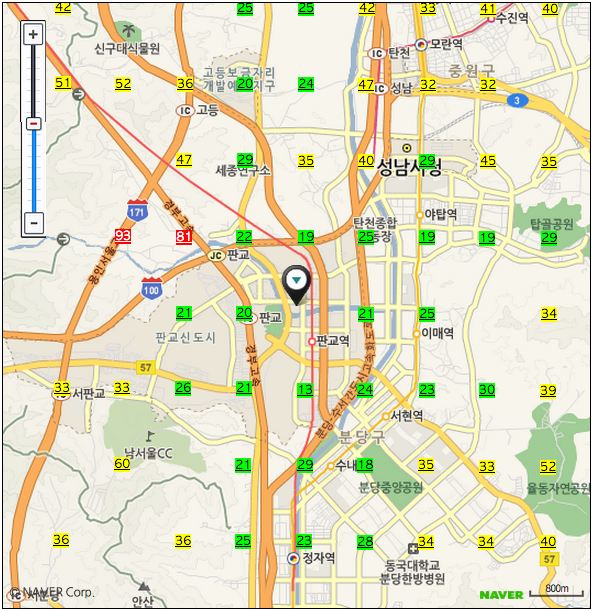 42 25 25 42 33 41 40
수진역
신구대식물원
모란역
IC 탄천
고등보금자리
개발예 지구
중원구
51 52 36 20 24 47 32 32
IC 성남
3
IC 고등
성남시청
47 29 35 40 29 45 35
세종연구소
171
경부고속
야탑역
탄천종합
동장
탑골공원
93 81 22 19 25 19 19 29
용인서울
JC 판교
100
21 20 21 25 34
판교
판교신도시
판교역
이매역
경부고속
분당-수서간도시고속화도로
57
33 33 26 21 13 24 23 30 39
IC 서판교
서현역
분당구
남서울CC
60 21 29 18 35 33 52
수내
분당중앙공원
율동자연공원
36 36 25 23 28 34 34 40
정자역
동국대학교
분당한방병원
57
안산
© NAVER Corp.
NAVER 800m